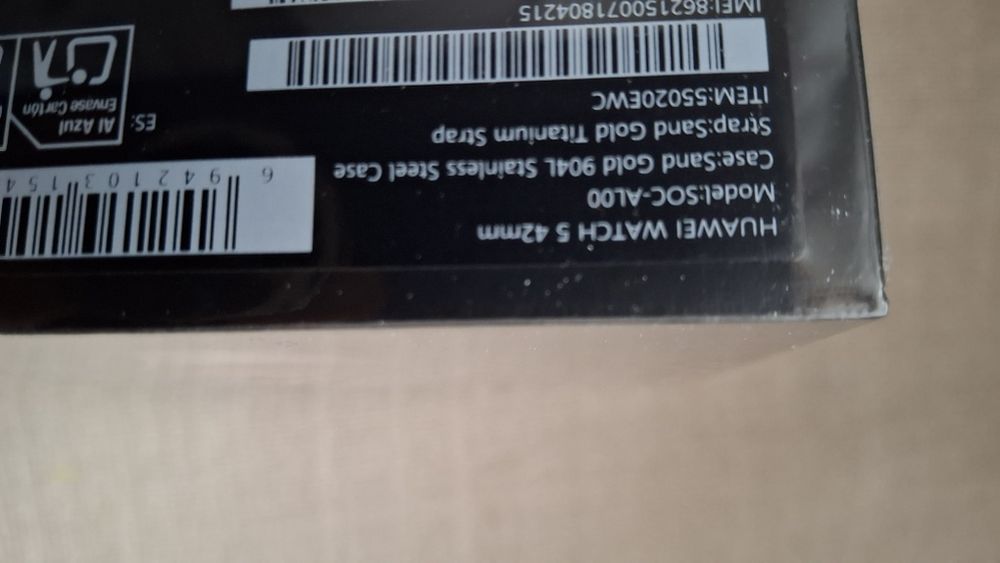 HUAWEI WATCH 5 42mm
Model:SOC-AL00
Case:Sand Gold 904L Stainless Steel Case
Strap:Sand Gold Titanium Strap
ITEM:55020EWC
IMEI:862150071804215
6 942103 154
ES:
Al Azul
Envase Cartón